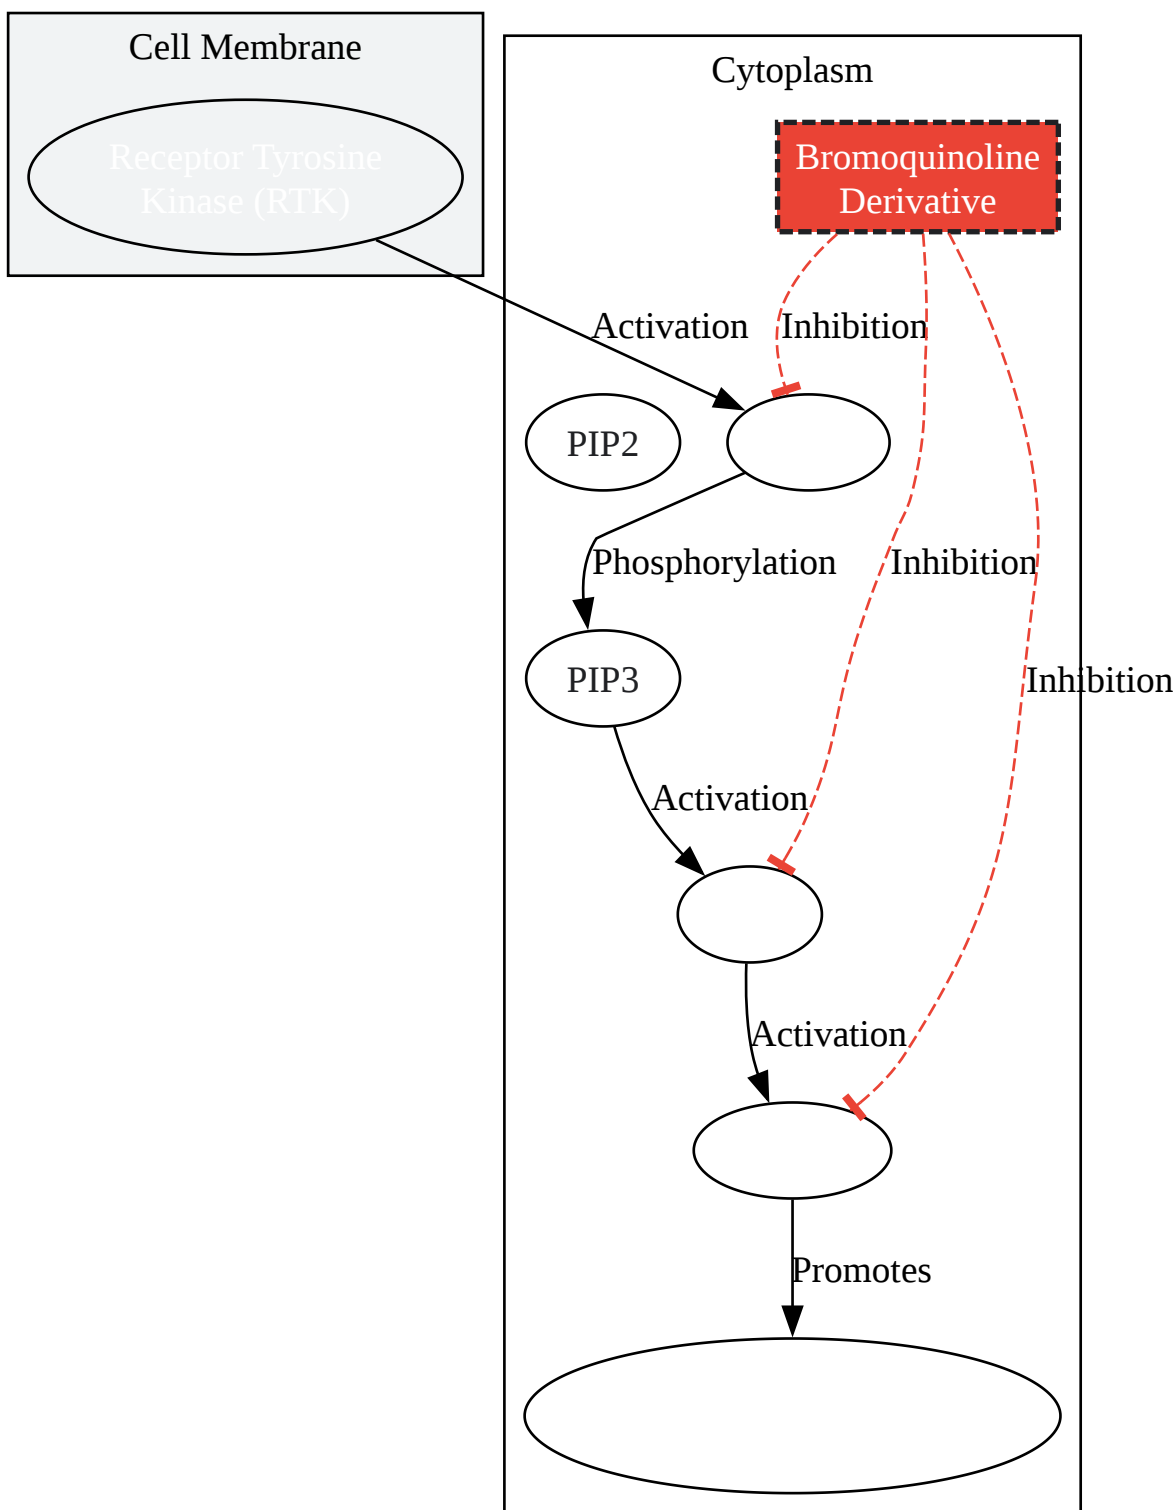 Cell Membrane
Receptor Tyrosine
Kinase (RTK)
Cytoplasm
Bromoquinoline
Derivative
Activation
Inhibition
PIP2
Phosphorylation
Inhibition
PIP3
Inhibition
Activation
Activation
Promotes